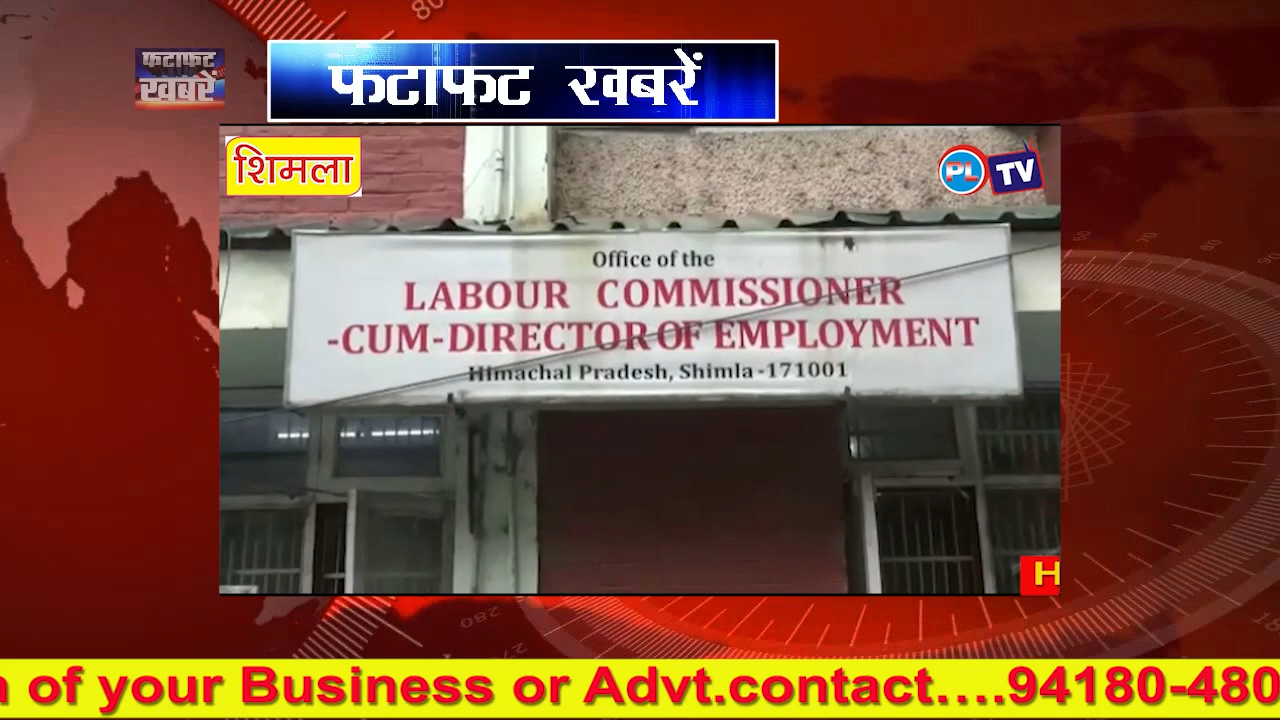 फटाफट
खबरें
फटाफट खबरें
शिमला
PL TV
Office of the
LABOUR COMMISSIONER
-CUM-DIRECTOR OF EMPLOYMENT
Himachal Pradesh, Shimla-171001
H
of your Business or Advt.contact....94180-480